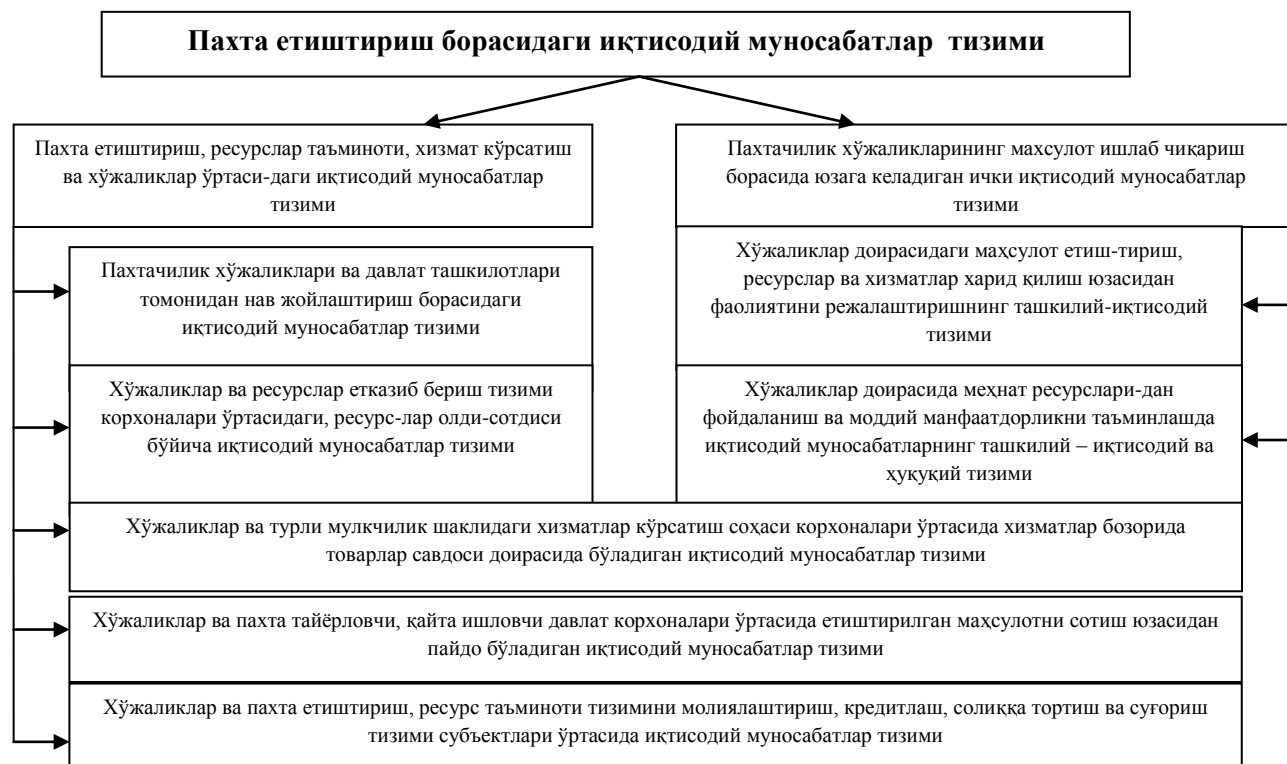 Пахта етиштириш борасидаги иқтисодий муносабатлар тизими
Пахта етиштириш, ресурслар таъминоти, хизмат кўрсатиш
ва хўжаликлар ўртаси-даги иқтисодий муносабатлар
тизими
Пахтачилик хўжаликлари ва давлат ташкилотлари
томонидан нав жойлаштириш борасидаги
иқтисодий муносабатлар тизими
Хўжаликлар ва ресурслар етказиб бериш тизими
корхоналари ўртасидаги, ресурс-лар олди-сотдиси
бўйича иқтисодий муносабатлар тизими
Пахтачилик хўжаликларининг махсулот ишлаб чиқариш
борасида юзага келадиган ички иқтисодий муносабатлар
тизими
Хўжаликлар доирасидаги маҳсулот етиш-тириш,
ресурслар ва хизматлар харид қилиш юзасидан
фаолиятини режалаштиришнинг ташкилий-иқтисодий
тизими
Хўжаликлар доирасида меҳнат ресурслари-дан
фойдаланиш ва моддий манфаатдорликни таъминлашда
иқтисодий муносабатларнинг ташкилий – иқтисодий ва
ҳуқуқий тизими
Хўжаликлар ва турли мулкчилик шаклидаги хизматлар кўрсатиш соҳаси корхоналари ўртасида хизматлар бозорида
товарлар савдоси доирасида бўладиган иқтисодий муносабатлар тизими
Хўжаликлар ва пахта тайёрловчи, қайта ишловчи давлат корхоналари ўртасида етиштирилган маҳсулотни сотиш юзасидан
пайдо бўладиган иқтисодий муносабатлар тизими
Хўжаликлар ва пахта етиштириш, ресурс таъминоти тизимини молиялаштириш, кредитлаш, солиққа тортиш ва суғориш
тизими субъектлари ўртасида иқтисодий муносабатлар тизими